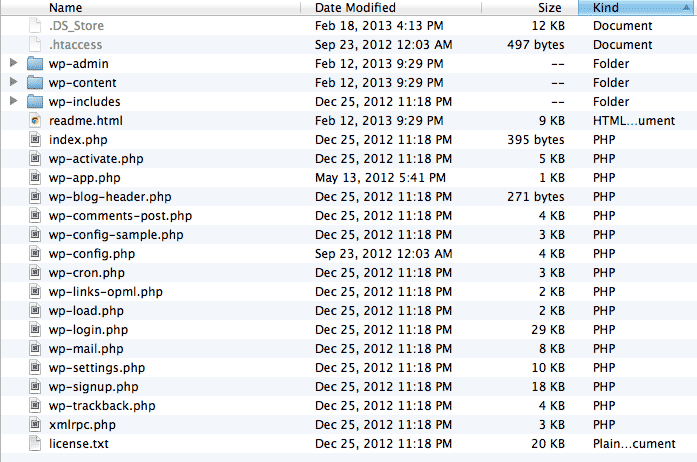 Name Date Modified Size Kind
.DS_Store Feb 18, 2013 4:13 PM 12 KB Document
.htaccess Sep 23, 2012 12:03 AM 497 bytes Document
wp-admin Feb 12, 2013 9:29 PM -- Folder
wp-content Feb 12, 2013 9:29 PM -- Folder
wp-includes Dec 25, 2012 11:18 PM -- Folder
readme.html Feb 12, 2013 9:29 PM 9 KB HTML...ument
index.php Dec 25, 2012 11:18 PM 395 bytes PHP
wp-activate.php Dec 25, 2012 11:18 PM 5 KB PHP
wp-app.php May 13, 2012 5:41 PM 1 KB PHP
wp-blog-header.php Dec 25, 2012 11:18 PM 271 bytes PHP
wp-comments-post.php Dec 25, 2012 11:18 PM 4 KB PHP
wp-config-sample.php Dec 25, 2012 11:18 PM 3 KB PHP
wp-config.php Sep 23, 2012 12:03 AM 4 KB PHP
wp-cron.php Dec 25, 2012 11:18 PM 3 KB PHP
wp-links-opml.php Dec 25, 2012 11:18 PM 2 KB PHP
wp-load.php Dec 25, 2012 11:18 PM 2 KB PHP
wp-login.php Dec 25, 2012 11:18 PM 29 KB PHP
wp-mail.php Dec 25, 2012 11:18 PM 8 KB PHP
wp-settings.php Dec 25, 2012 11:18 PM 10 KB PHP
wp-signup.php Dec 25, 2012 11:18 PM 18 KB PHP
wp-trackback.php Dec 25, 2012 11:18 PM 4 KB PHP
xmlrpc.php Dec 25, 2012 11:18 PM 3 KB PHP
license.txt Dec 25, 2012 11:18 PM 20 KB Plain...cument